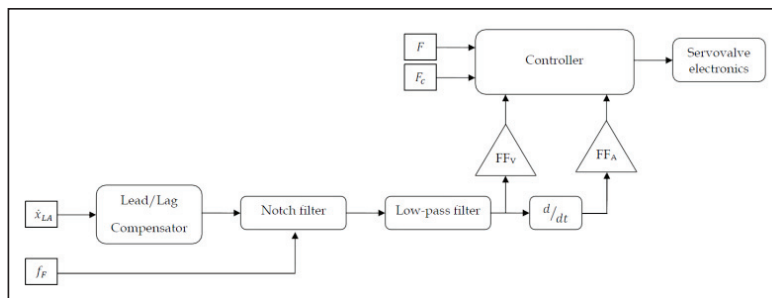 F
F_c
Controller
Servovalve
electronics
FF_V
FF_A
ẋ_LA
Lead/Lag
Compensator
Notch filter
Low-pass filter
d/dt
f_F